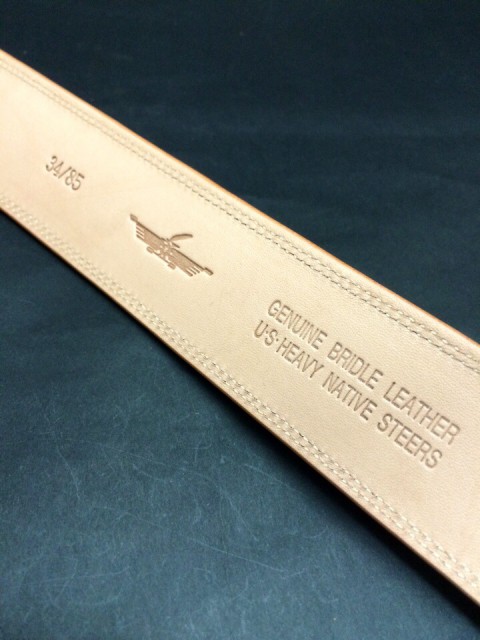 34/85
GENUINE BRIDLE LEATHER
U·S·HEAVY NATIVE STEERS